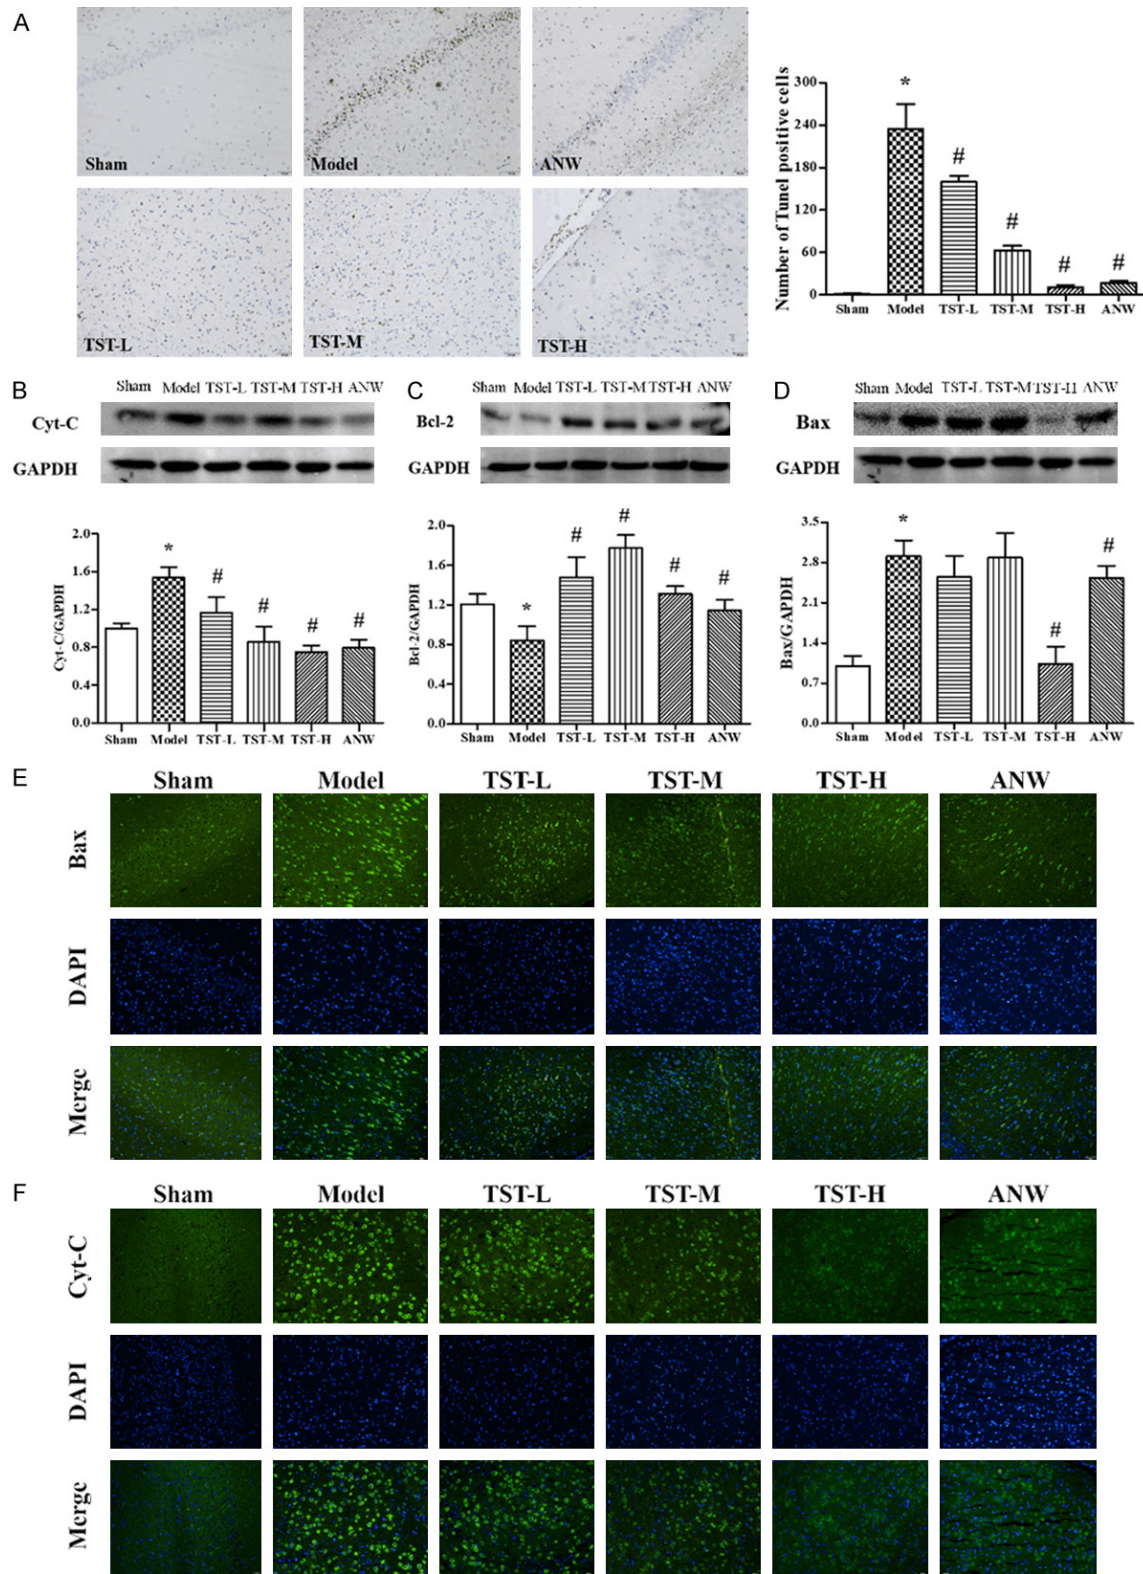 A
Sham
Model
ANW
TST-L
TST-M
TST-H
Number of Tunel positive cells
300
240
180
120
60
0
*
#
#
#
#
Sham Model TST-L TST-M TST-H ANW
B
Sham Model TST-L TST-M TST-H ANW
Cyt-C
GAPDH
Cyt-C/GAPDH
2.0
1.6
1.2
0.8
0.4
0.0
*
#
#
#
#
Sham Model TST-L TST-M TST-H ANW
C
Sham Model TST-L TST-M TST-H ANW
Bcl-2
GAPDH
Bcl-2/GAPDH
2.0
1.6
1.2
0.8
0.4
0.0
*
#
#
#
#
Sham Model TST-L TST-M TST-H ANW
D
Sham Model TST-L TST-M TST-H ANW
Bax
GAPDH
Bax/GAPDH
3.5
2.8
2.1
1.4
0.7
0.0
*
#
#
Sham Model TST-L TST-M TST-H ANW
E
Sham Model TST-L TST-M TST-H ANW
Bax
DAPI
Merge
F
Sham Model TST-L TST-M TST-H ANW
Cyt-C
DAPI
Merge